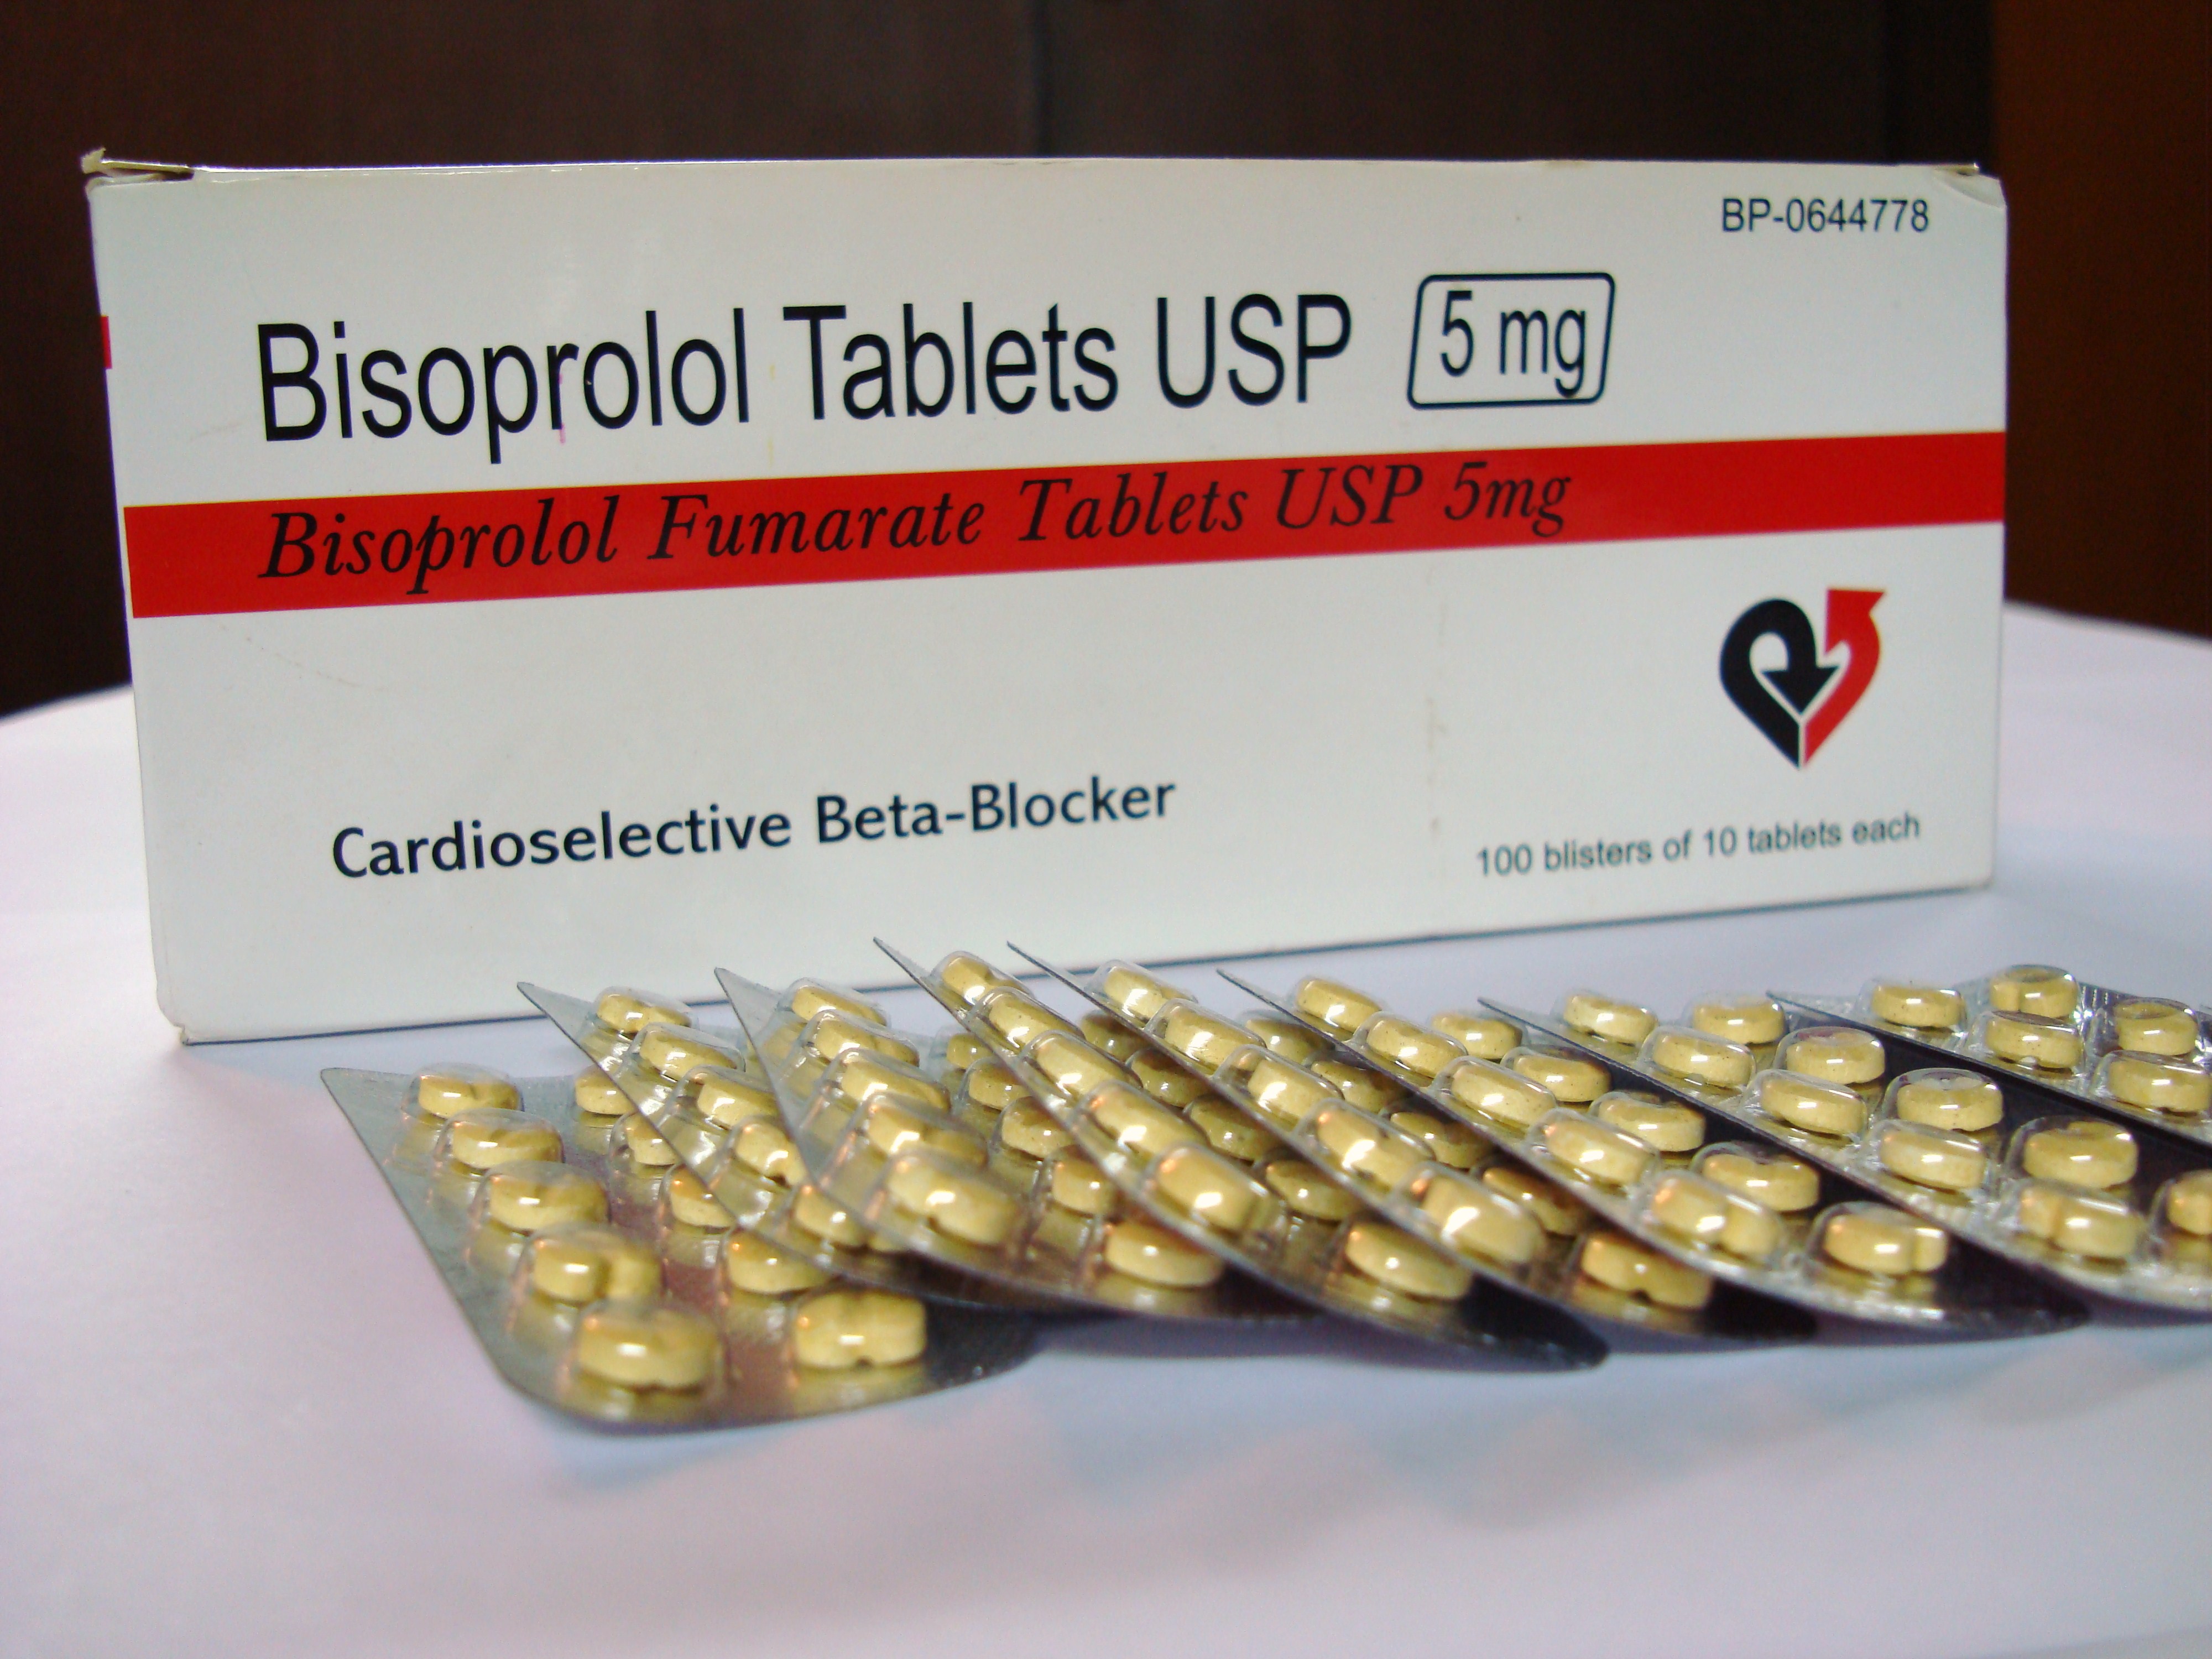 BP-0644778
Bisoprolol Tablets USP 5 mg
Bisoprolol Fumarate Tablets USP 5mg
Cardioselective Beta-Blocker
100 blisters of 10 tablets each